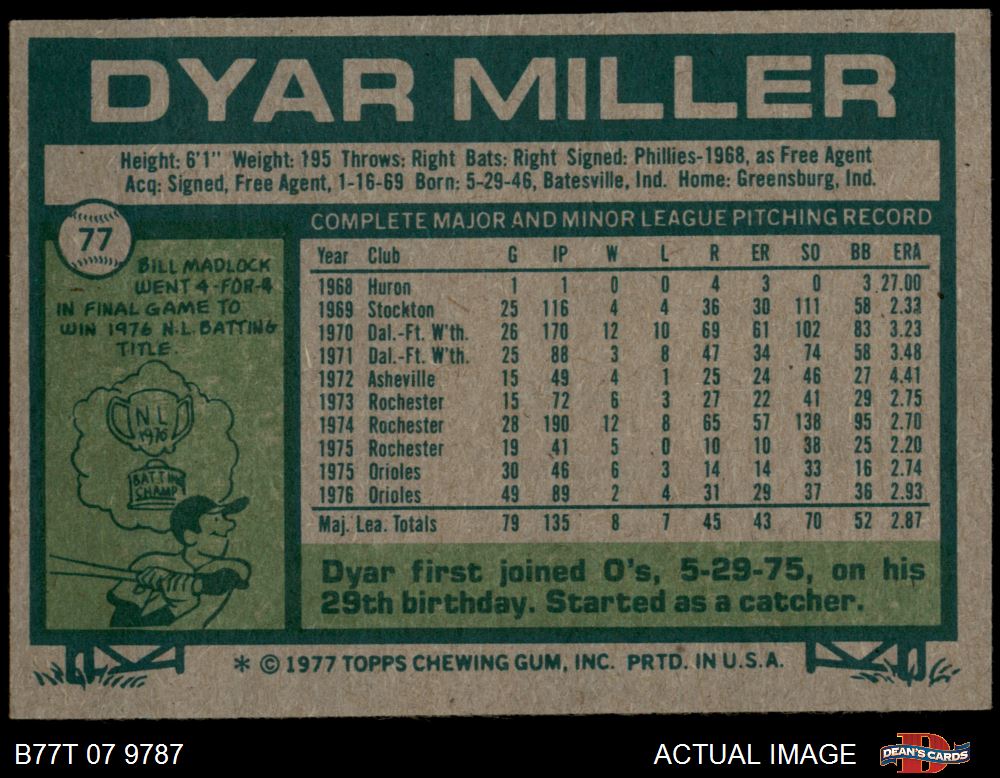 DYAR MILLER
Height: 6'1" Weight: 195 Throws: Right Bats: Right Signed: Phillies-1968, as Free Agent
Acq: Signed, Free Agent, 1-16-69 Born: 5-29-46, Batesville, Ind. Home: Greensburg, Ind.
77
BILL MADLOCK
WENT 4-FOR-4
IN FINAL GAME TO
WIN 1976 N.L. BATTING
TITLE.
N L
1976
BATTING
CHAMP
COMPLETE MAJOR AND MINOR LEAGUE PITCHING RECORD
Year Club G IP W L R ER SO BB ERA
1968 Huron 1 1 0 0 4 3 0 3 27.00
1969 Stockton 25 116 4 4 36 30 111 58 2.33
1970 Dal.-Ft. W'th. 26 170 12 10 69 61 102 83 3.23
1971 Dal.-Ft. W'th. 25 88 3 8 47 34 74 58 3.48
1972 Asheville 15 49 4 1 25 24 46 27 4.41
1973 Rochester 15 72 6 3 27 22 41 29 2.75
1974 Rochester 28 190 12 8 65 57 138 95 2.70
1975 Rochester 19 41 5 0 10 10 38 25 2.20
1975 Orioles 30 46 6 3 14 14 33 16 2.74
1976 Orioles 49 89 2 4 31 29 37 36 2.93
Maj. Lea. Totals 79 135 8 7 45 43 70 52 2.87
Dyar first joined O's, 5-29-75, on his
29th birthday. Started as a catcher.
* © 1977 TOPPS CHEWING GUM, INC. PRTD. IN U.S.A.
B77T 07 9787
ACTUAL IMAGE
D
DEAN'S CARDS